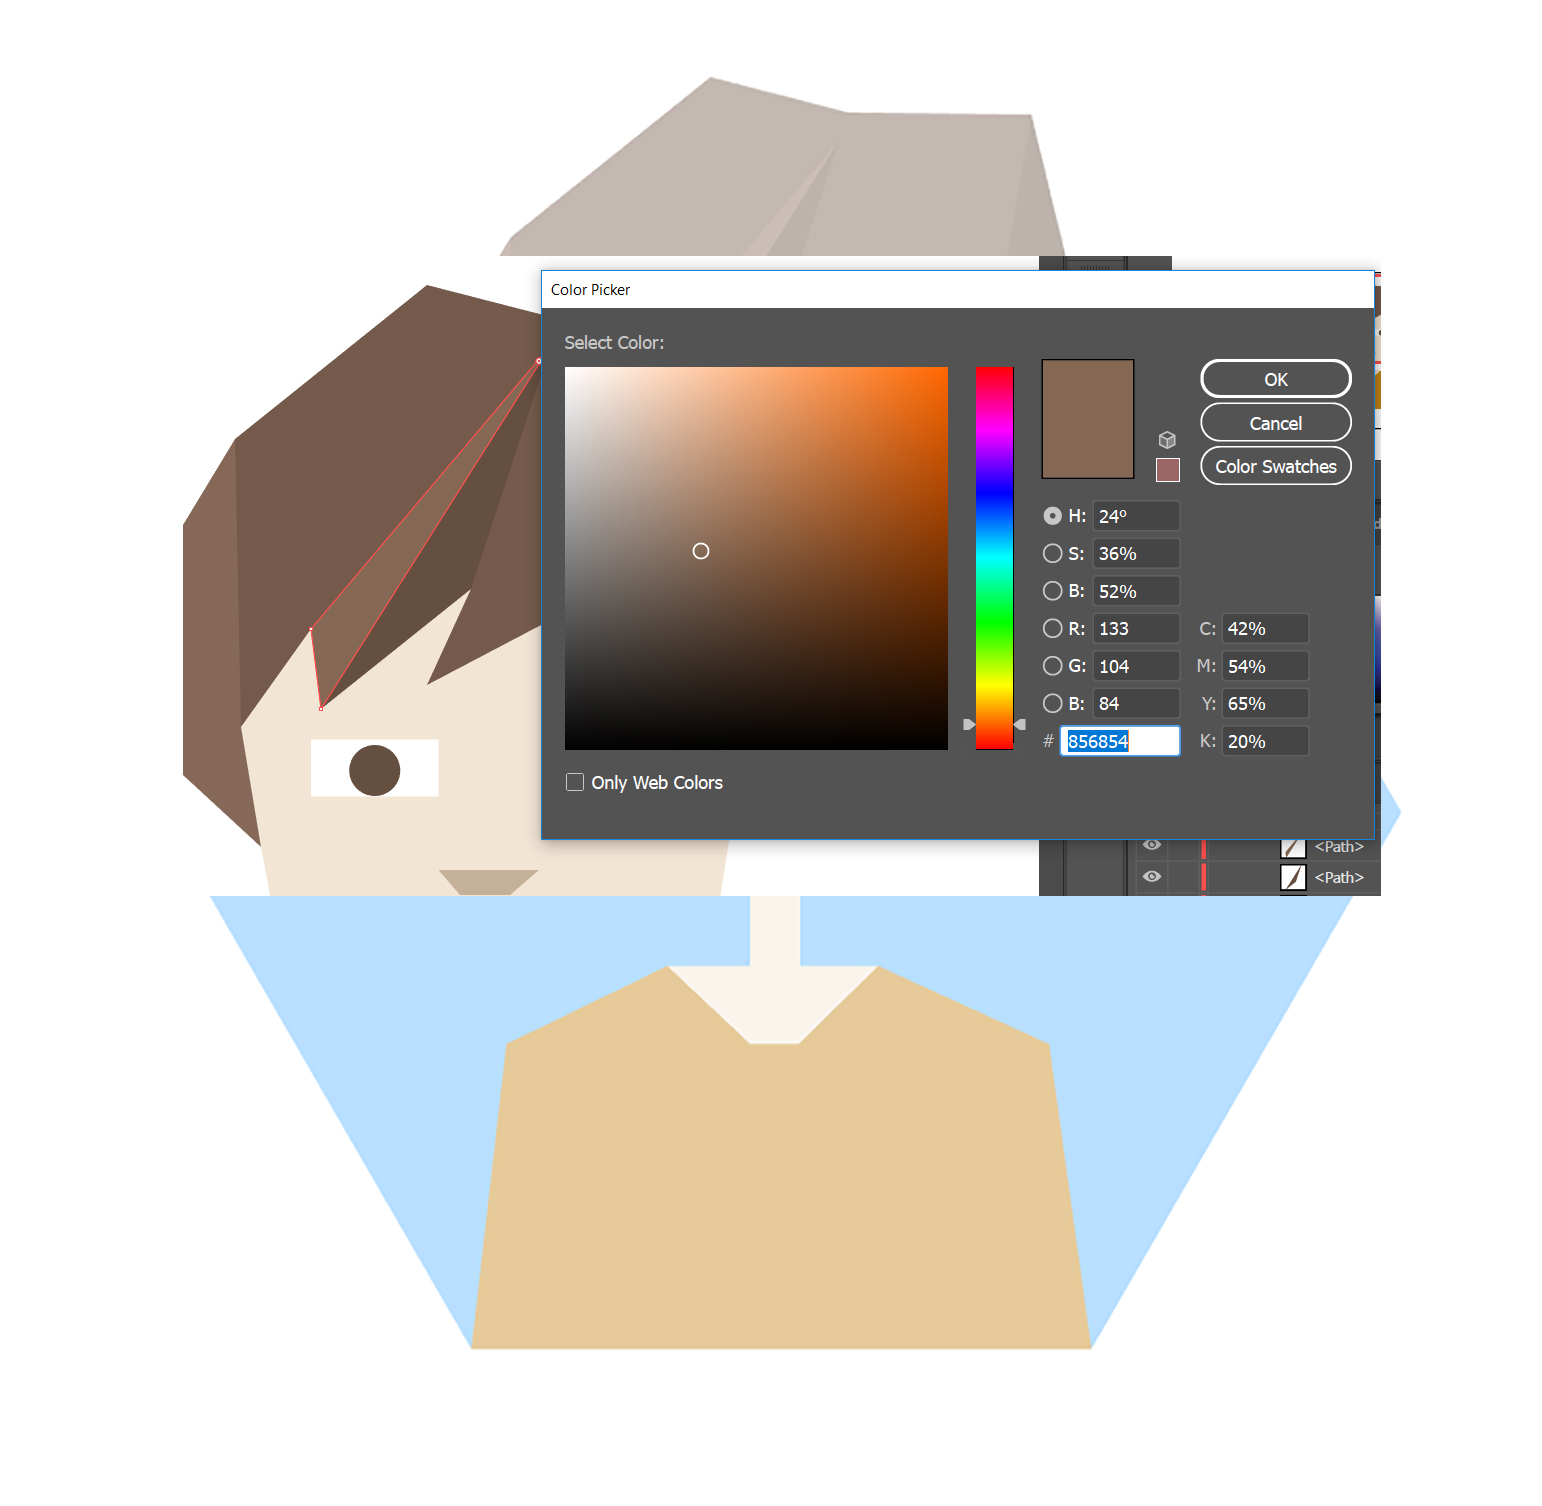 Color Picker
Select Color:
OK
Cancel
Color Swatches
H: 24°
S: 36%
B: 52%
R: 133 C: 42%
G: 104 M: 54%
B: 84 Y: 65%
# 856854 K: 20%
Only Web Colors
<Path>
<Path>